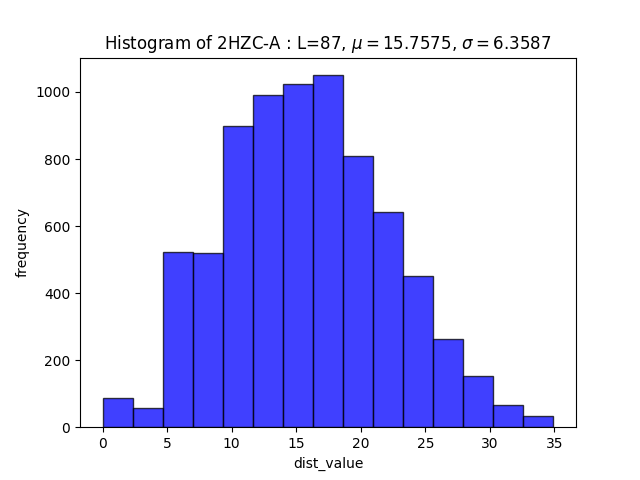 Histogram of 2HZC-A : L=87, μ = 15.7575, σ = 6.3587
frequency
1000
800
600
400
200
0
0 5 10 15 20 25 30 35
dist_value